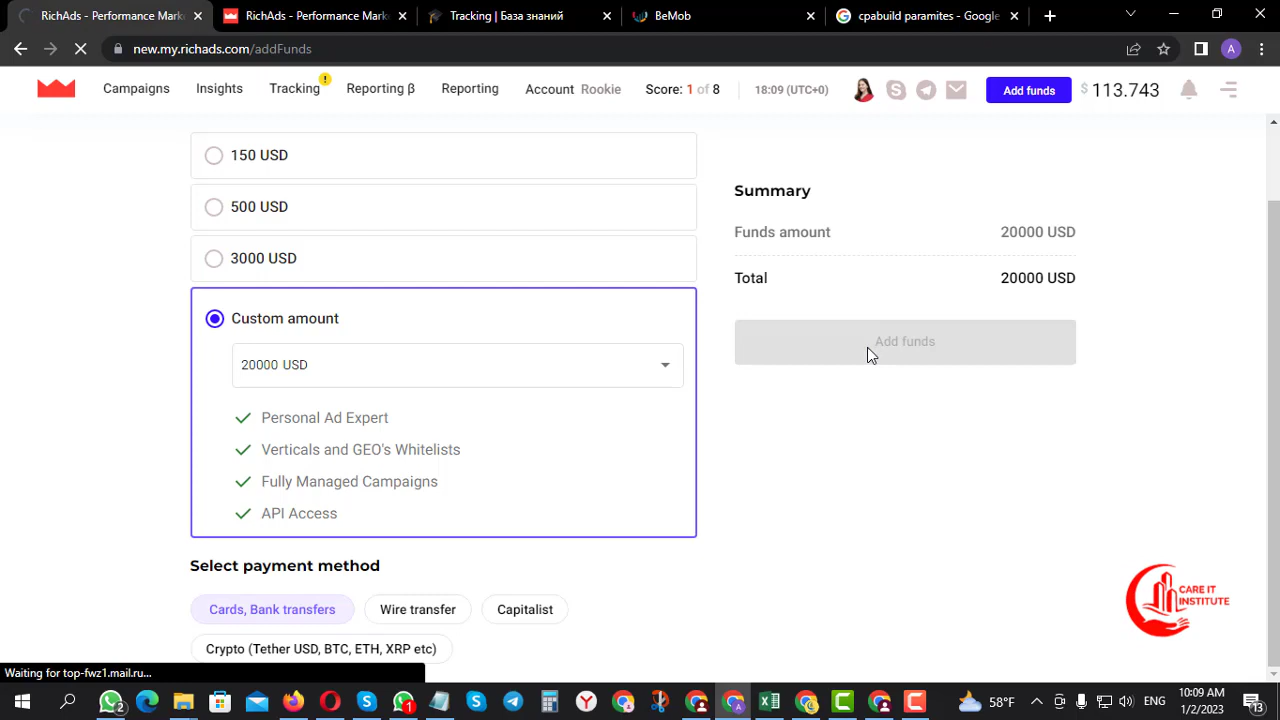 RichAds - Performance Mark
RichAds - Performance Mark
Tracking | База знаний
BeMob
cpabuild paramites - Google
new.my.richads.com/addFunds
A
Campaigns
Insights
Tracking
!
Reporting β
Reporting
Account Rookie
Score: 1 of 8
18:09 (UTC+0)
Add funds
$ 113.743
150 USD
500 USD
3000 USD
Custom amount
20000 USD
Personal Ad Expert
Verticals and GEO's Whitelists
Fully Managed Campaigns
API Access
Summary
Funds amount 20000 USD
Total 20000 USD
Add funds
Select payment method
Cards, Bank transfers
Wire transfer
Capitalist
Crypto (Tether USD, BTC, ETH, XRP etc)
CARE IT
INSTITUTE
Waiting for top-fwz1.mail.ru...
2
1
58°F
ENG
10:09 AM
1/2/2023
13